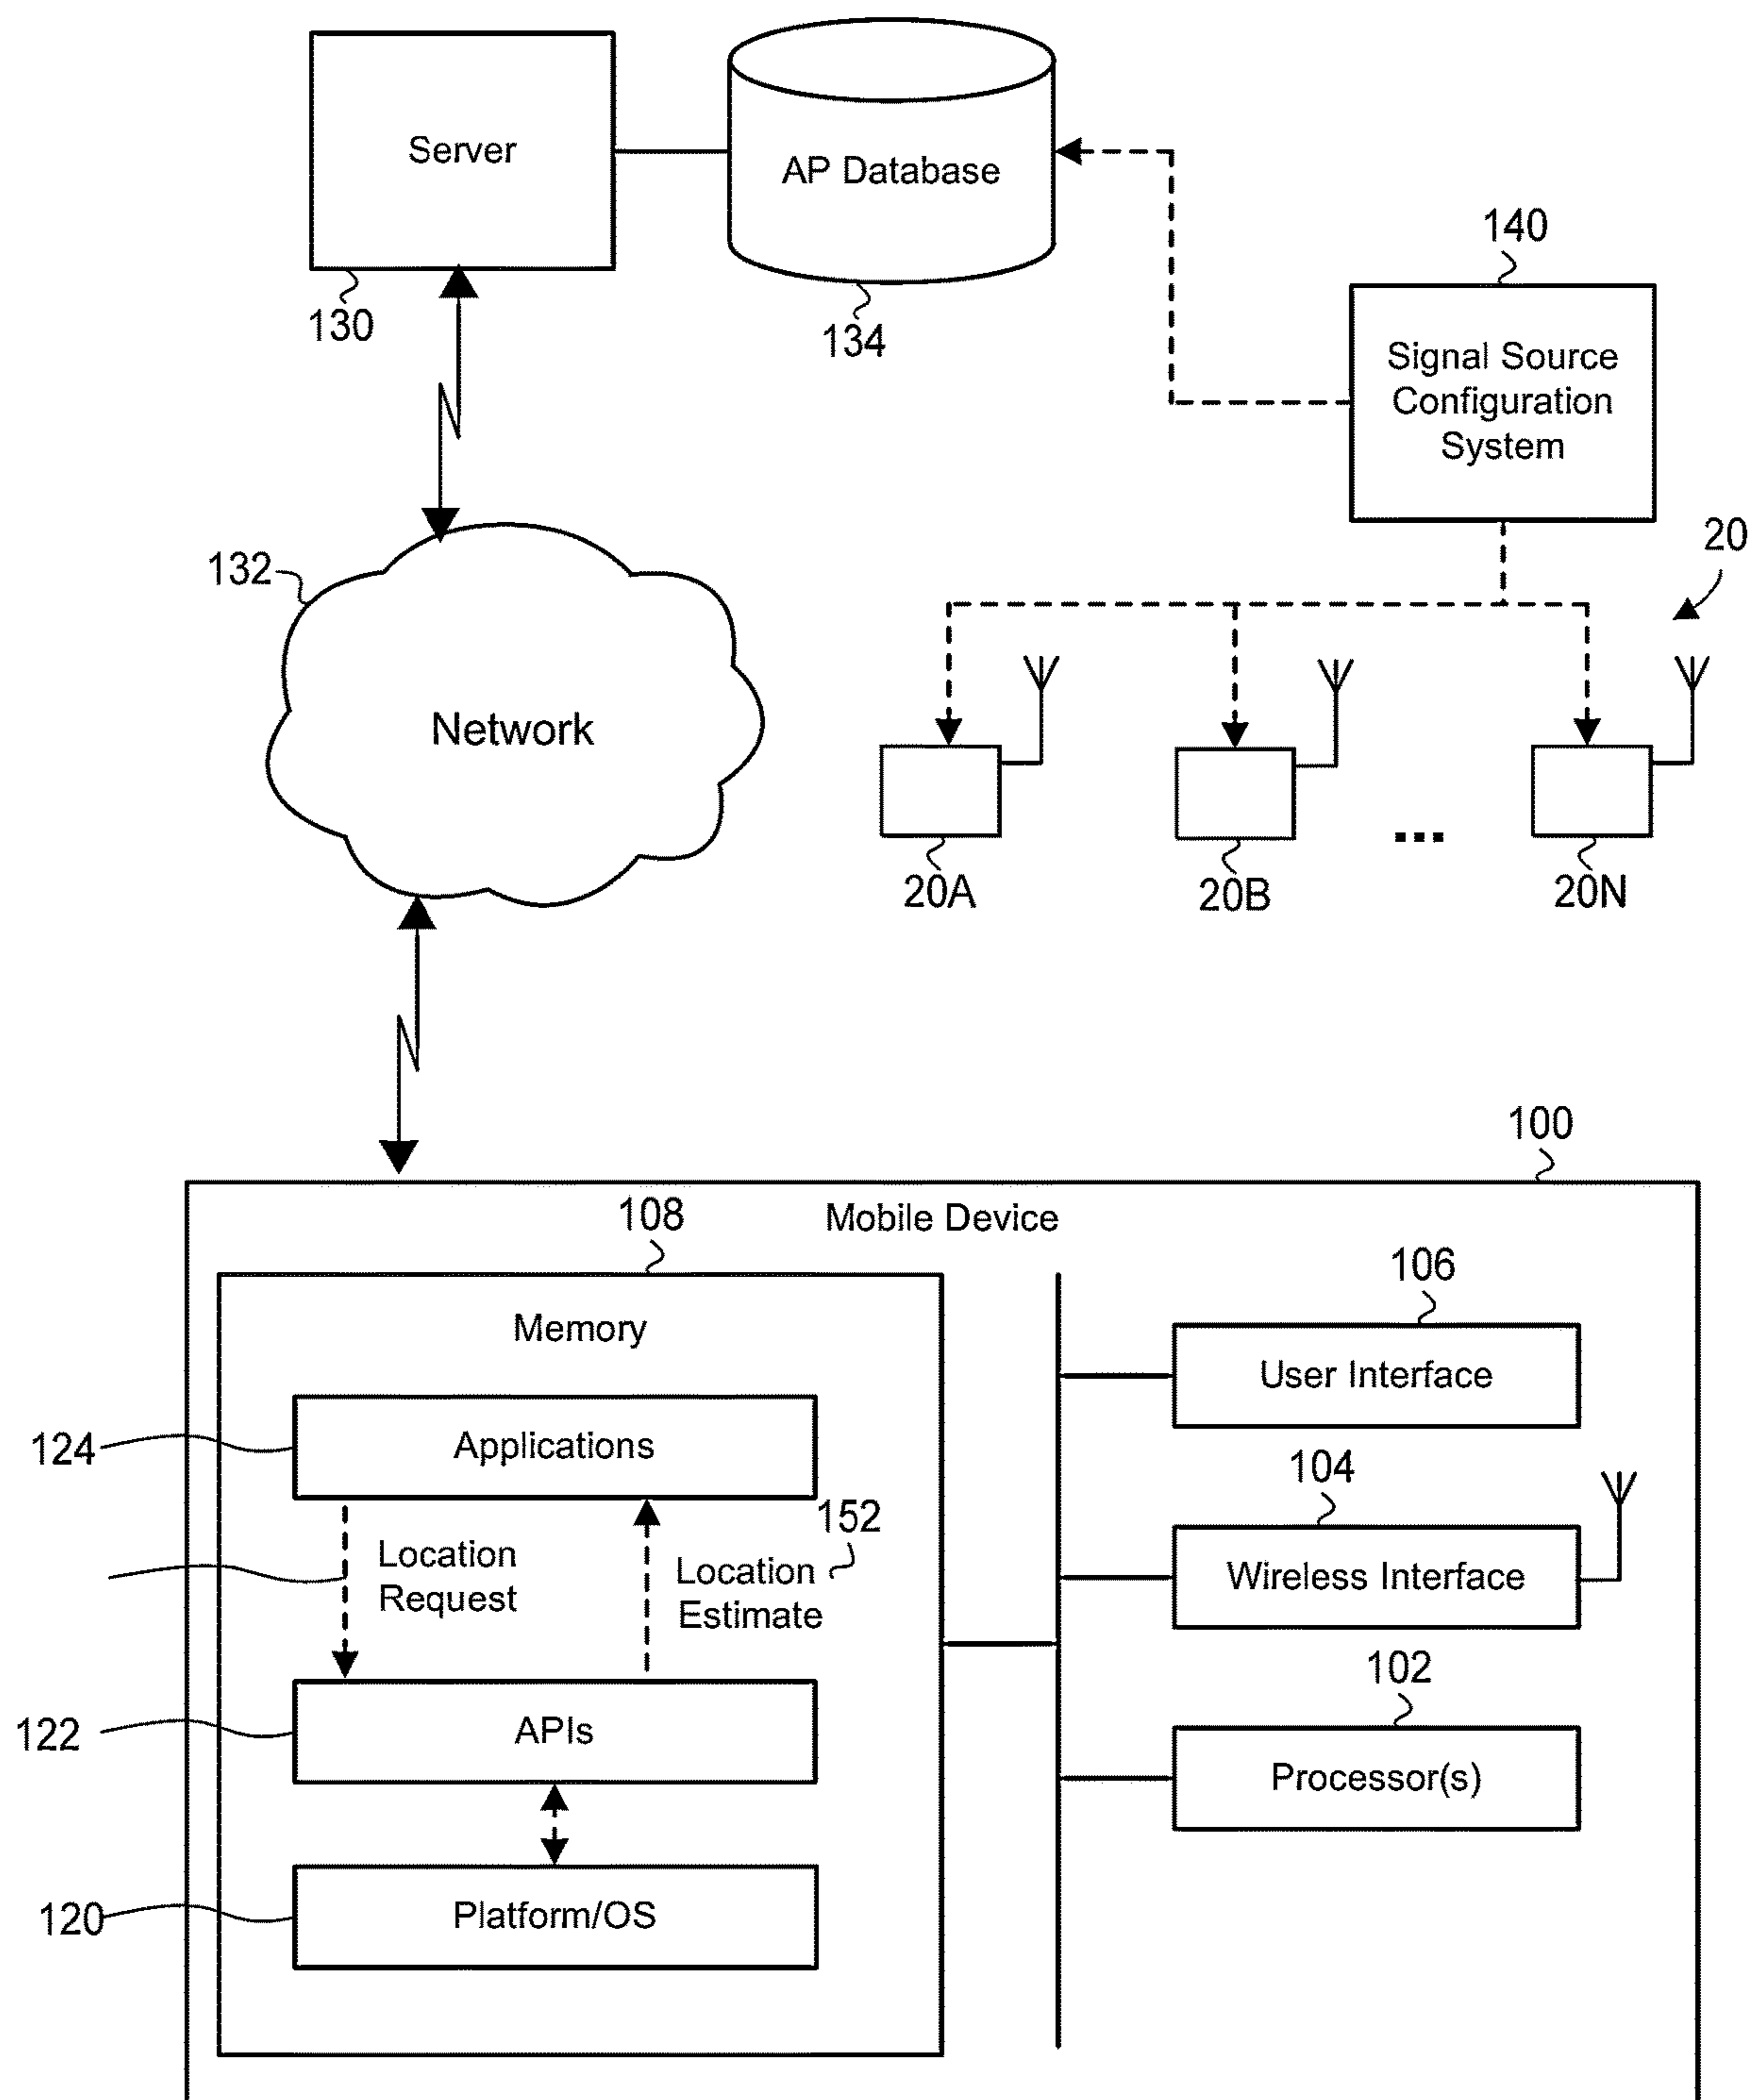 Server
AP Database
130
134
140
Signal Source
Configuration
System
20
132
Network
20A
20B
...
20N
100
Mobile Device
108
Memory
106
User Interface
124
Applications
104
Wireless Interface
152
Location
Request
Location
Estimate
102
Processor(s)
122
APIs
120
Platform/OS